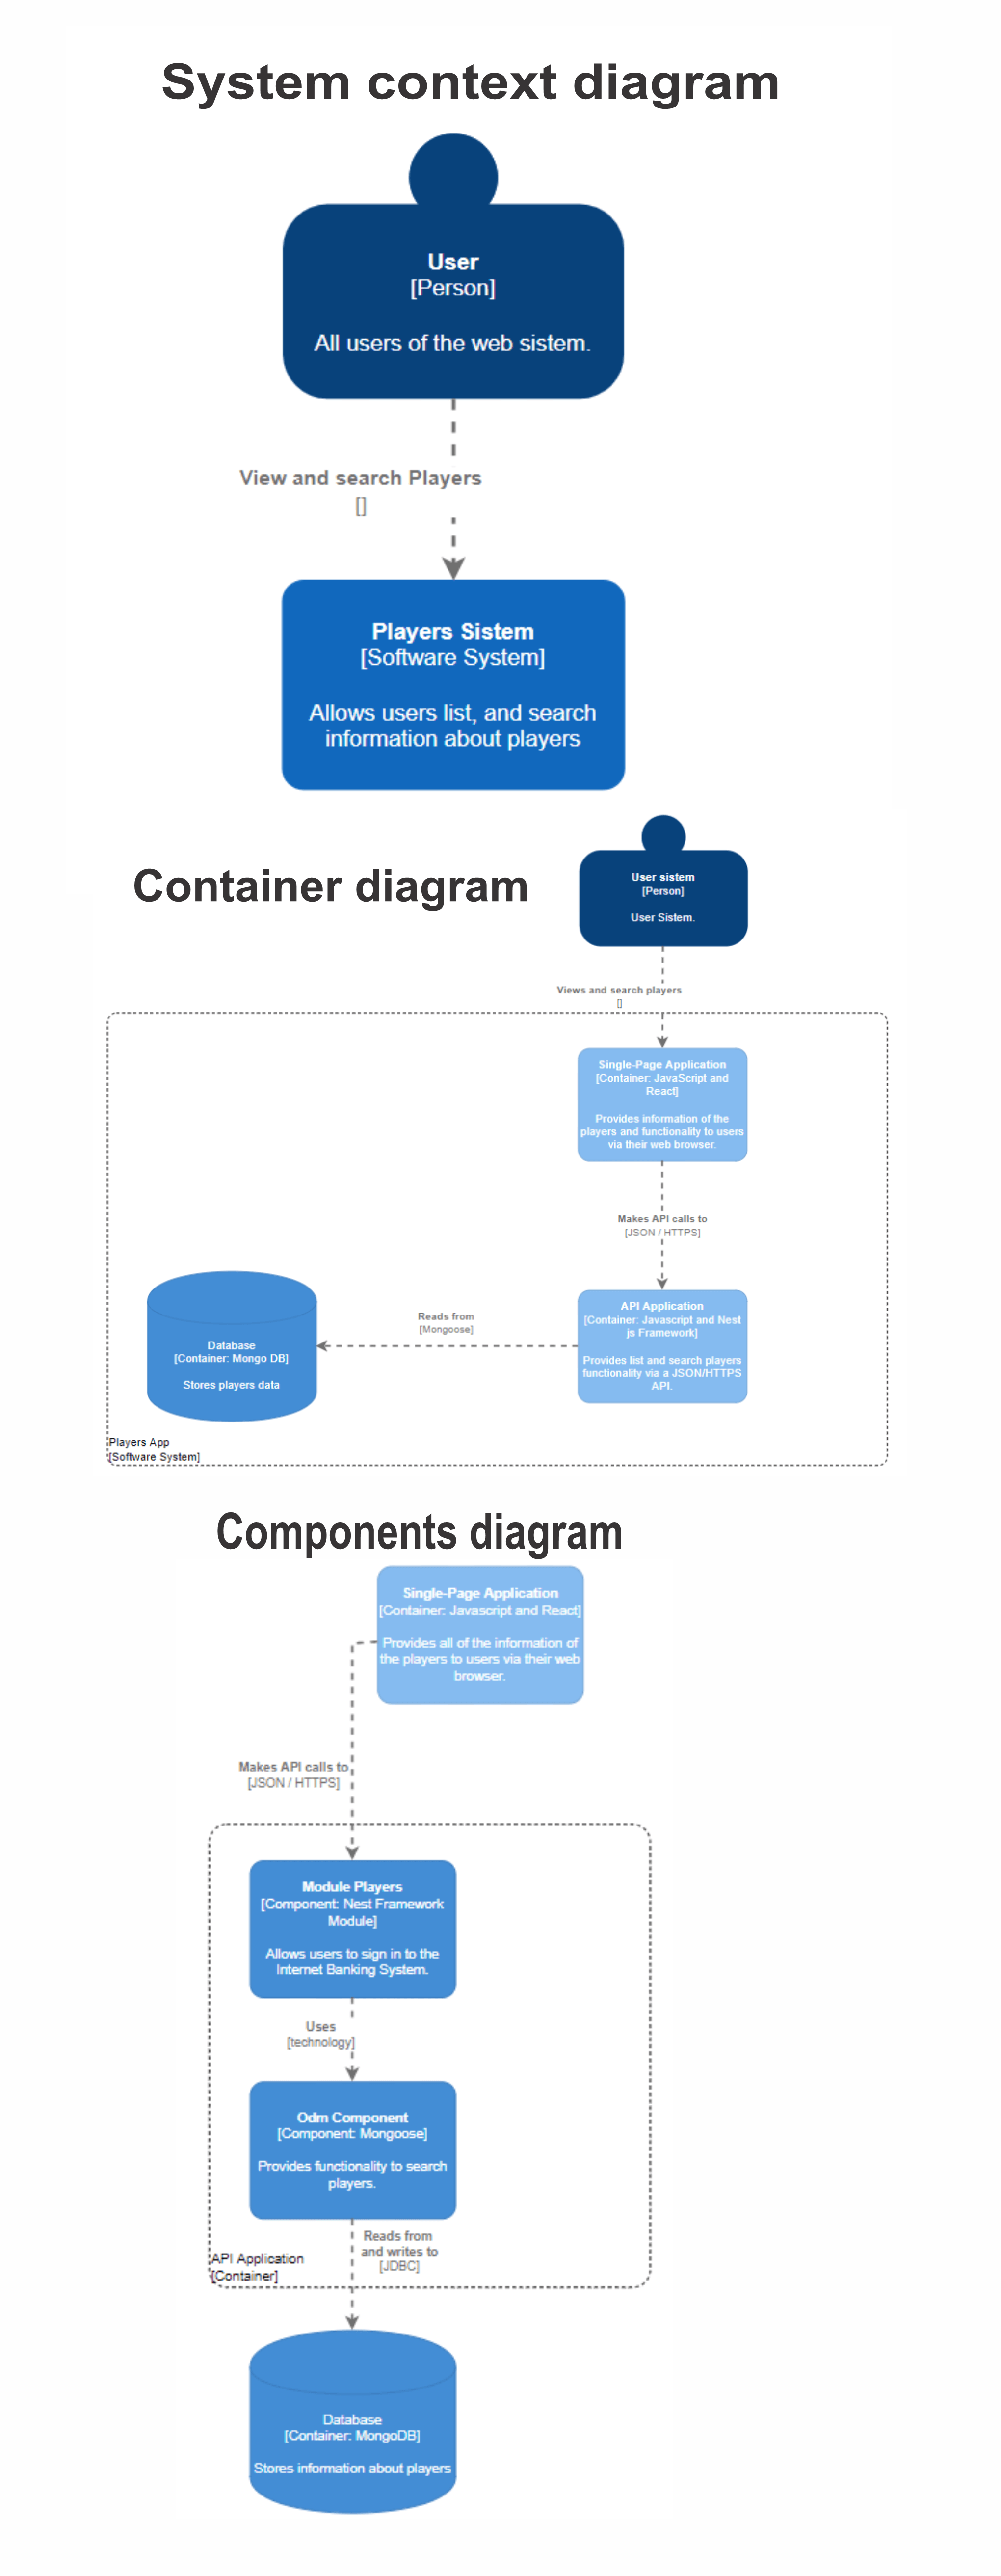 System context diagram
User
[Person]
All users of the web sistem.
View and search Players
[]
Players Sistem
[Software System]
Allows users list, and search
information about players
Container diagram
User sistem
[Person]
User Sistem.
Views and search players
[]
Single-Page Application
[Container: JavaScript and
React]
Provides information of the
players and functionality to users
via their web browser.
Makes API calls to
[JSON / HTTPS]
API Application
[Container: Javascript and Nest
js Framework]
Provides list and search players
functionality via a JSON/HTTPS
API.
Reads from
[Mongoose]
Database
[Container: Mongo DB]
Stores players data
Players App
[Software System]
Components diagram
Single-Page Application
[Container: Javascript and React]
Provides all of the information of
the players to users via their web
browser.
Makes API calls to
[JSON / HTTPS]
Module Players
[Component: Nest Framework
Module]
Allows users to sign in to the
Internet Banking System.
Uses
[technology]
Odm Component
[Component: Mongoose]
Provides functionality to search
players.
Reads from
and writes to
[JDBC]
API Application
[Container]
Database
[Container: MongoDB]
Stores information about players